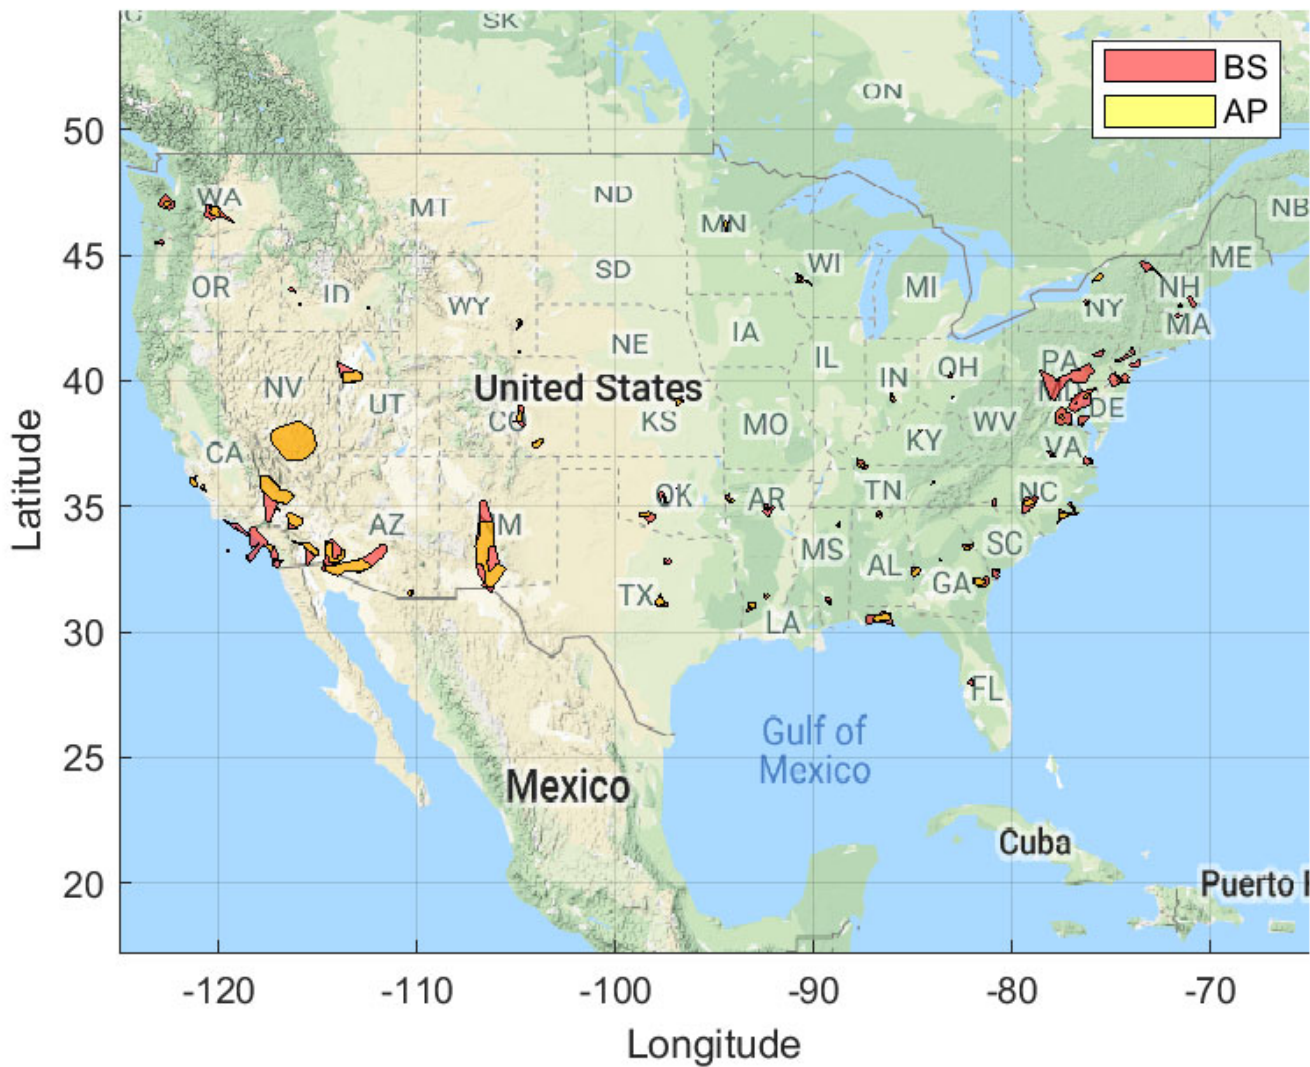 SK
BS
AP
ON
50
WA
MT
ND
MN
NB
45
OR
ID
WY
SD
WI
MI
NY
NH
ME
MA
NE
IA
IL
IN
OH
PA
40
NV
UT
United States
CO
KS
MO
KY
WV
DE
VA
CA
35
AZ
M
OK
AR
TN
NC
MS
AL
GA
SC
TX
LA
30
FL
25
Gulf of
Mexico
Mexico
Cuba
20
Puerto
-120
-110
-100
-90
-80
-70
Longitude
Latitude